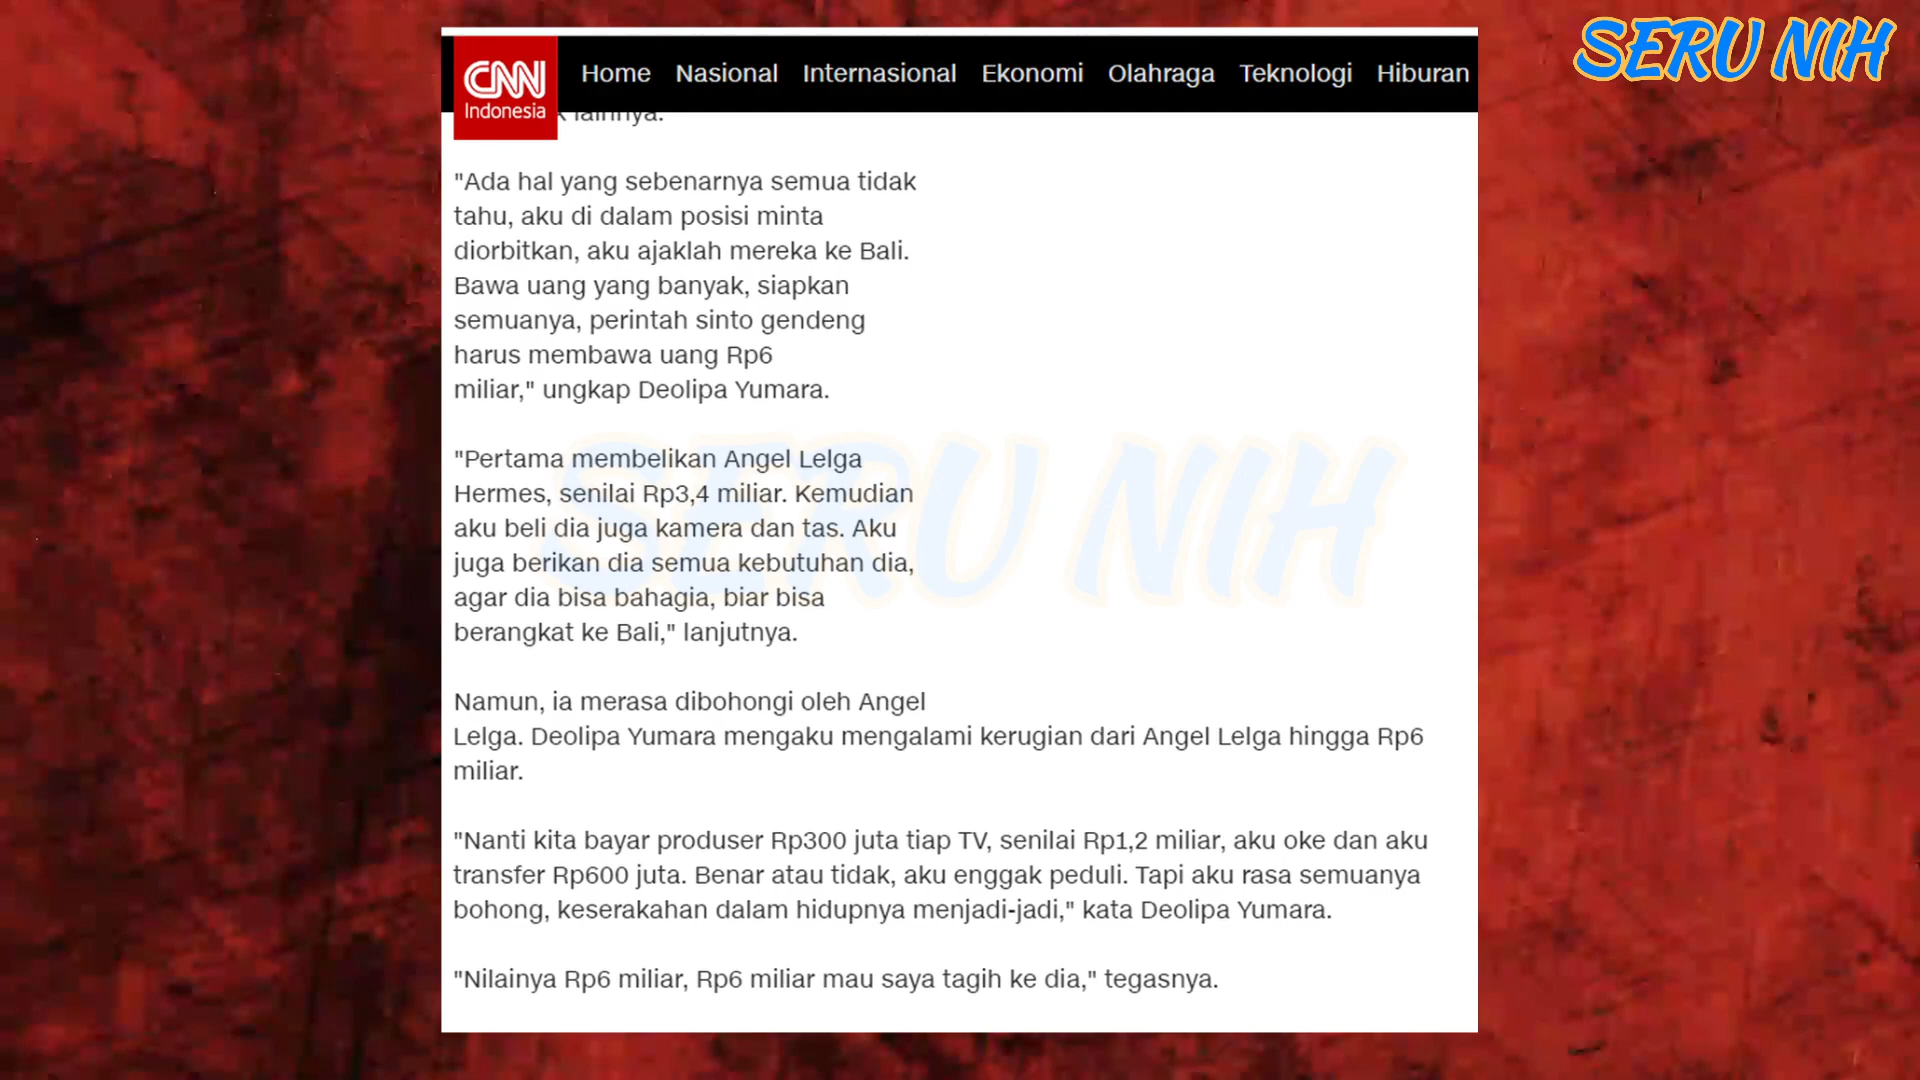 SERU NIH
CNN
Indonesia
Home Nasional Internasional Ekonomi Olahraga Teknologi Hiburan
lainnya.
"Ada hal yang sebenarnya semua tidak
tahu, aku di dalam posisi minta
diorbitkan, aku ajaklah mereka ke Bali.
Bawa uang yang banyak, siapkan
semuanya, perintah sinto gendeng
harus membawa uang Rp6
miliar," ungkap Deolipa Yumara.
"Pertama membelikan Angel Lelga
Hermes, senilai Rp3,4 miliar. Kemudian
aku beli dia juga kamera dan tas. Aku
juga berikan dia semua kebutuhan dia,
agar dia bisa bahagia, biar bisa
berangkat ke Bali," lanjutnya.
SERU NIH
Namun, ia merasa dibohongi oleh Angel
Lelga. Deolipa Yumara mengaku mengalami kerugian dari Angel Lelga hingga Rp6
miliar.
"Nanti kita bayar produser Rp300 juta tiap TV, senilai Rp1,2 miliar, aku oke dan aku
transfer Rp600 juta. Benar atau tidak, aku enggak peduli. Tapi aku rasa semuanya
bohong, keserakahan dalam hidupnya menjadi-jadi," kata Deolipa Yumara.
"Nilainya Rp6 miliar, Rp6 miliar mau saya tagih ke dia," tegasnya.